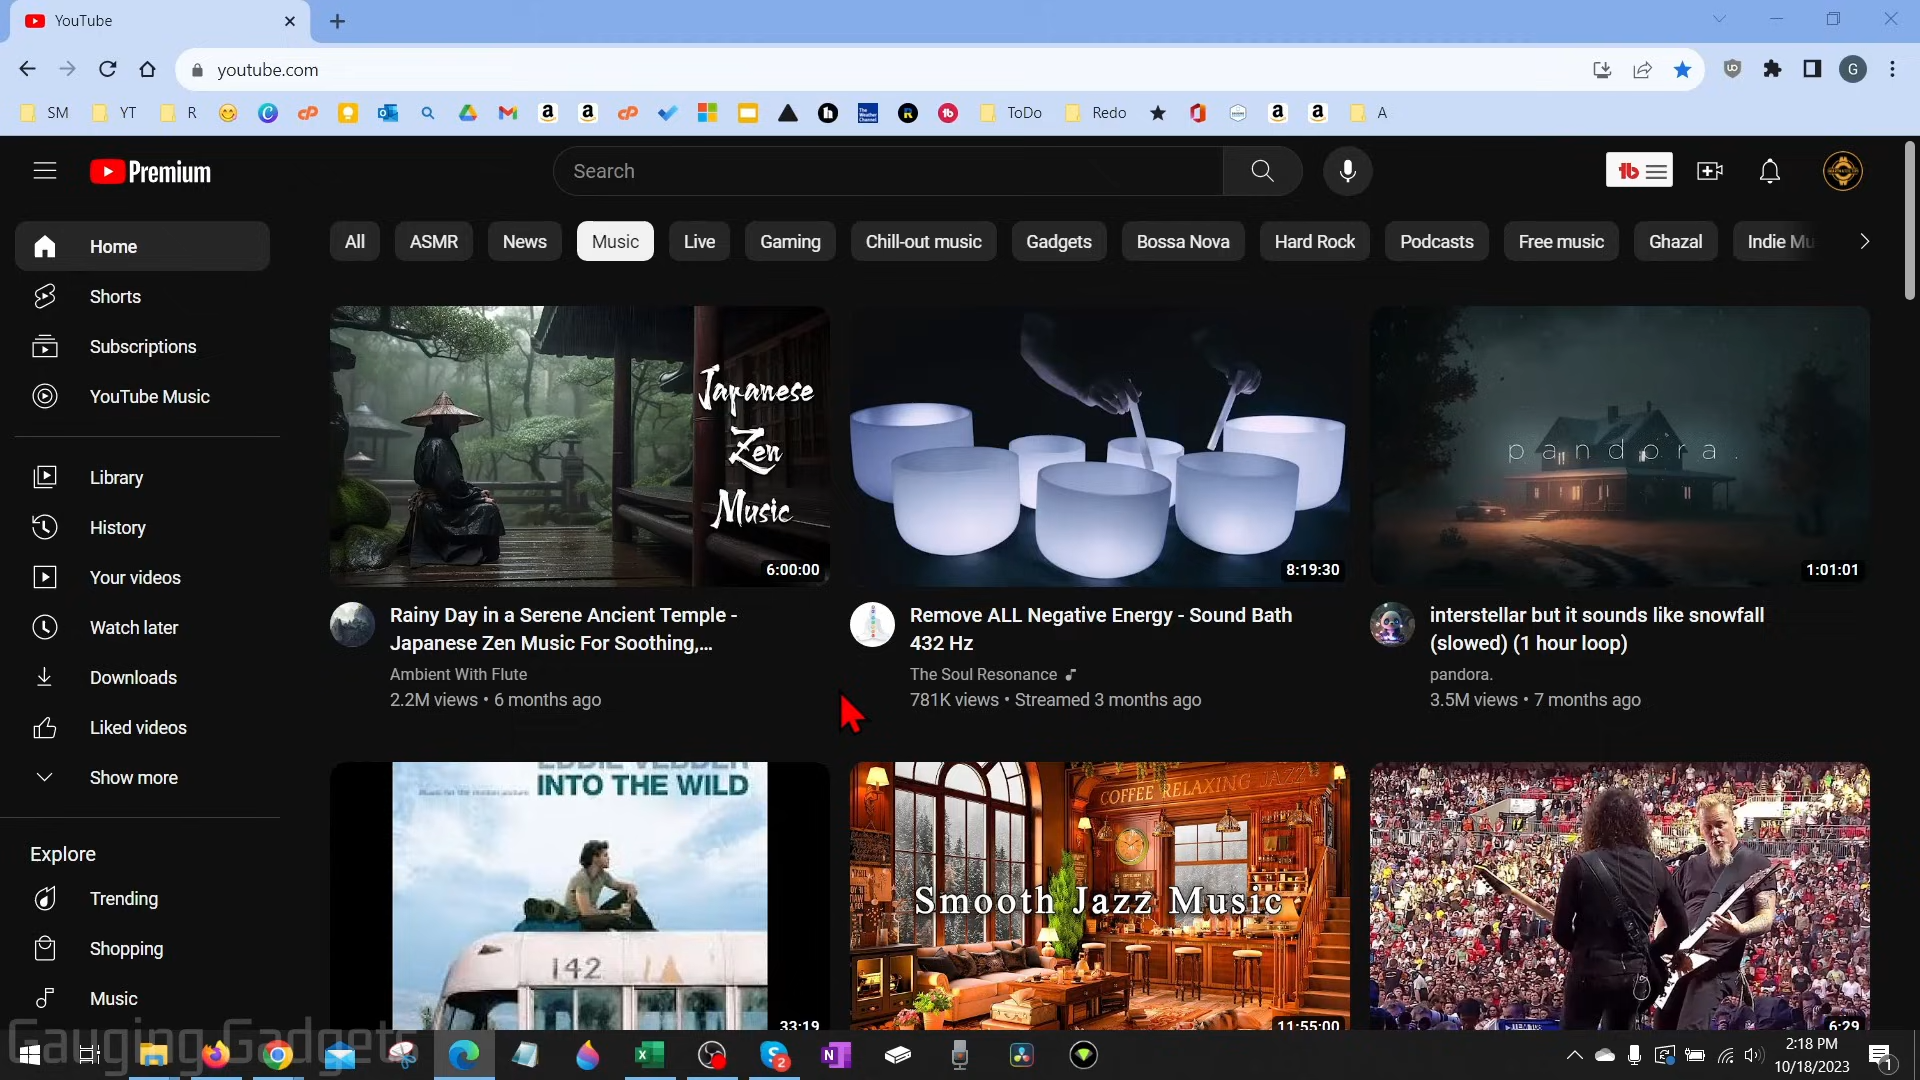 YouTube
youtube.com
SM
YT
R
ToDo
Redo
A
Premium
Search
All
ASMR
News
Music
Live
Gaming
Chill-out music
Gadgets
Bossa Nova
Hard Rock
Podcasts
Free music
Ghazal
Indie Mu
Home
Shorts
Subscriptions
YouTube Music
Library
History
Your videos
Watch later
Downloads
Liked videos
Show more
Explore
Trending
Shopping
Music
Japanese
Zen
Music
6:00:00
Rainy Day in a Serene Ancient Temple -
Japanese Zen Music For Soothing,...
Ambient With Flute
2.2M views • 6 months ago
8:19:30
Remove ALL Negative Energy - Sound Bath
432 Hz
The Soul Resonance
781K views • Streamed 3 months ago
pandora.
1:01:01
interstellar but it sounds like snowfall
(slowed) (1 hour loop)
pandora.
3.5M views • 7 months ago
EDDIE VEDDER
INTO THE WILD
142
33:19
COFFEE RELAXING JAZZ
Smooth Jazz Music
11:55:00
6:29
Gauging Gadgets
2:18 PM
10/18/2023